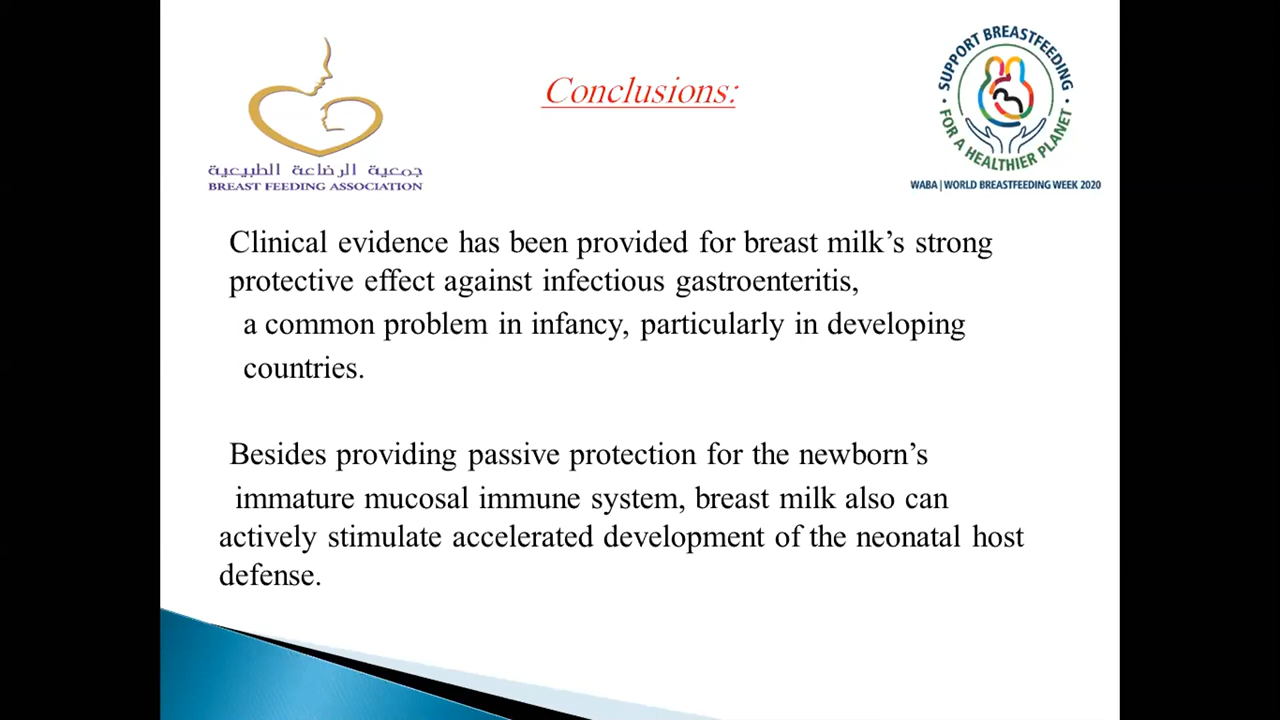 Conclusions:
جمعية الرضاعة الطبيعية
BREAST FEEDING ASSOCIATION
• SUPPORT BREASTFEEDING •
FOR A HEALTHIER PLANET
WABA | WORLD BREASTFEEDING WEEK 2020
Clinical evidence has been provided for breast milk’s strong
protective effect against infectious gastroenteritis,
a common problem in infancy, particularly in developing
countries.
Besides providing passive protection for the newborn’s
immature mucosal immune system, breast milk also can
actively stimulate accelerated development of the neonatal host
defense.